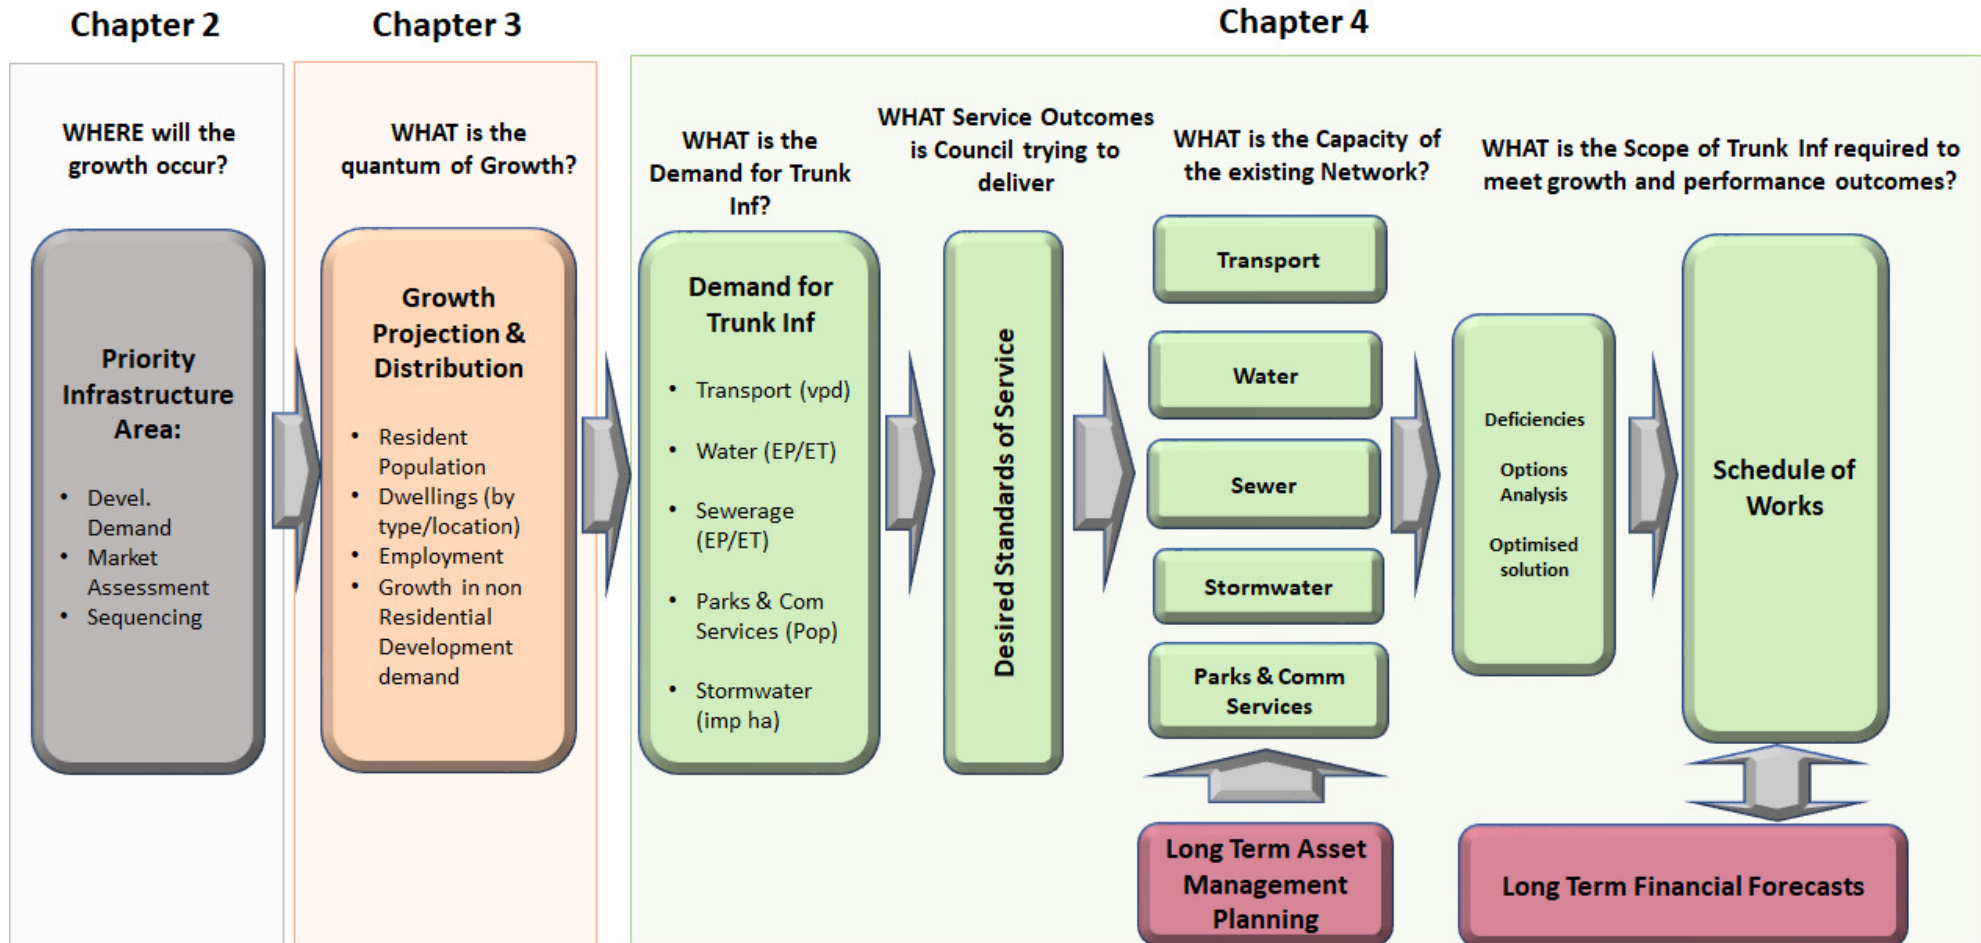 Chapter 2
Chapter 3
Chapter 4
WHERE will the
growth occur?
Priority
Infrastructure
Area:
• Devel.
Demand
• Market
Assessment
• Sequencing
WHAT is the
quantum of Growth?
Growth
Projection &
Distribution
• Resident
Population
• Dwellings (by
type/location)
• Employment
• Growth in non
Residential
Development
demand
WHAT is the
Demand for Trunk
Inf?
Demand for
Trunk Inf
• Transport (vpd)
• Water (EP/ET)
• Sewerage
(EP/ET)
• Parks & Com
Services (Pop)
• Stormwater
(imp ha)
WHAT Service Outcomes
is Council trying to
deliver
Desired Standards of Service
WHAT is the Capacity of
the existing Network?
Transport
Water
Sewer
Stormwater
Parks & Comm
Services
Long Term Asset
Management
Planning
WHAT is the Scope of Trunk Inf required to
meet growth and performance outcomes?
Deficiencies
Options
Analysis
Optimised
solution
Schedule of
Works
Long Term Financial Forecasts